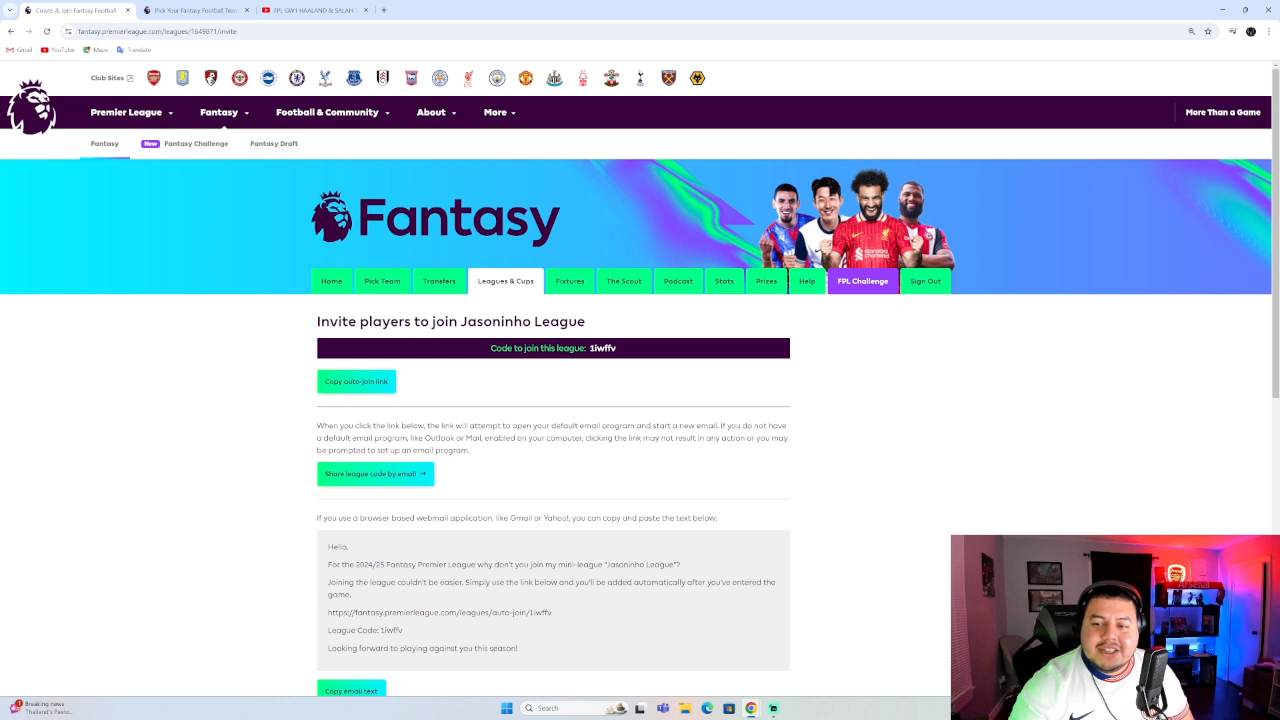 Create & Join Fantasy Football
Pick Your Fantasy Football Team
FPL GW1 HAALAND & SALAH
fantasy.premierleague.com/leagues/1649871/invite
Gmail YouTube Maps Translate
Club Sites
Premier League Fantasy Football & Community About More More Than a Game
Fantasy New Fantasy Challenge Fantasy Draft
Fantasy
Home Pick Team Transfers Leagues & Cups Fixtures The Scout Podcast Stats Prizes Help FPL Challenge Sign Out
Invite players to join Jasoninho League
Code to join this league: 1iwffv
Copy auto-join link
When you click the link below, the link will attempt to open your default email program and start a new email. If you do not have
a default email program, like Outlook or Mail, enabled on your computer, clicking the link may not result in any action or you may
be prompted to set up an email program.
Share league code by email →
If you use a browser based webmail application, like Gmail or Yahoo!, you can copy and paste the text below:
Hello,
For the 2024/25 Fantasy Premier League why don't you join my mini-league "Jasoninho League"?
Joining the league couldn't be easier. Simply use the link below and you'll be added automatically after you've entered the
game.
https://fantasy.premierleague.com/leagues/auto-join/1iwffv
League Code: 1iwffv
Looking forward to playing against you this season!
Copy email text
Arsenal
Breaking news
Thailand's Paeto...
Search